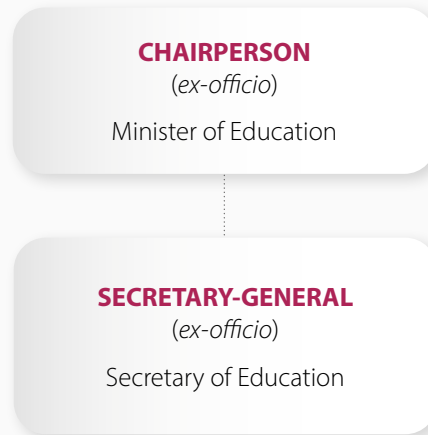 CHAIRPERSON
(ex-officio)
Minister of Education
SECRETARY-GENERAL
(ex-officio)
Secretary of Education